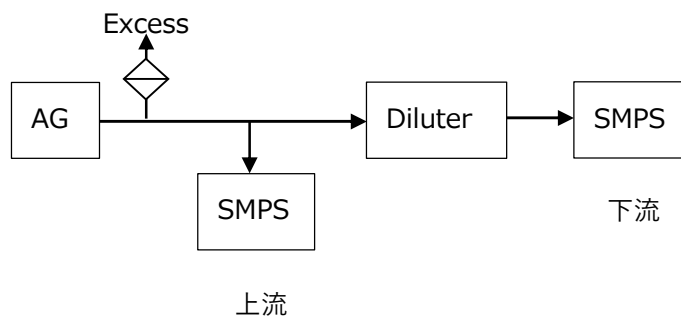 Excess
AG
Diluter
SMPS
SMPS
下流
上流